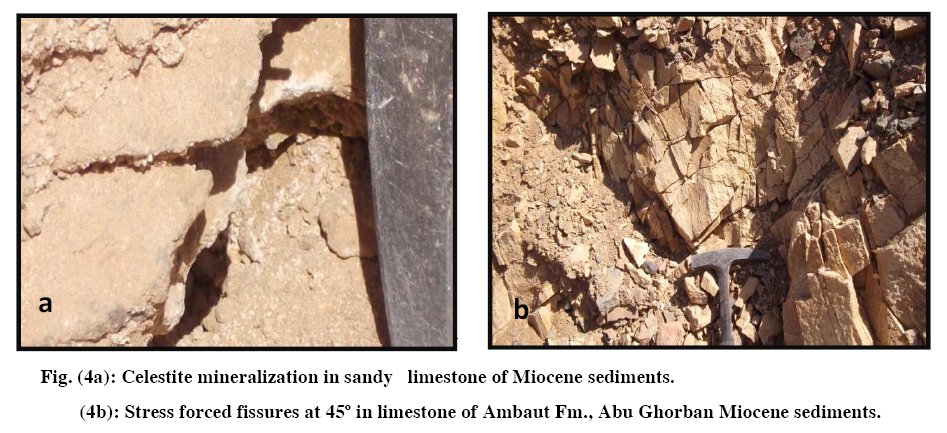 a
b
Fig. (4a): Celestite mineralization in sandy limestone of Miocene sediments.
(4b): Stress forced fissures at 45° in limestone of Ambaut Fm., Abu Ghorban Miocene sediments.